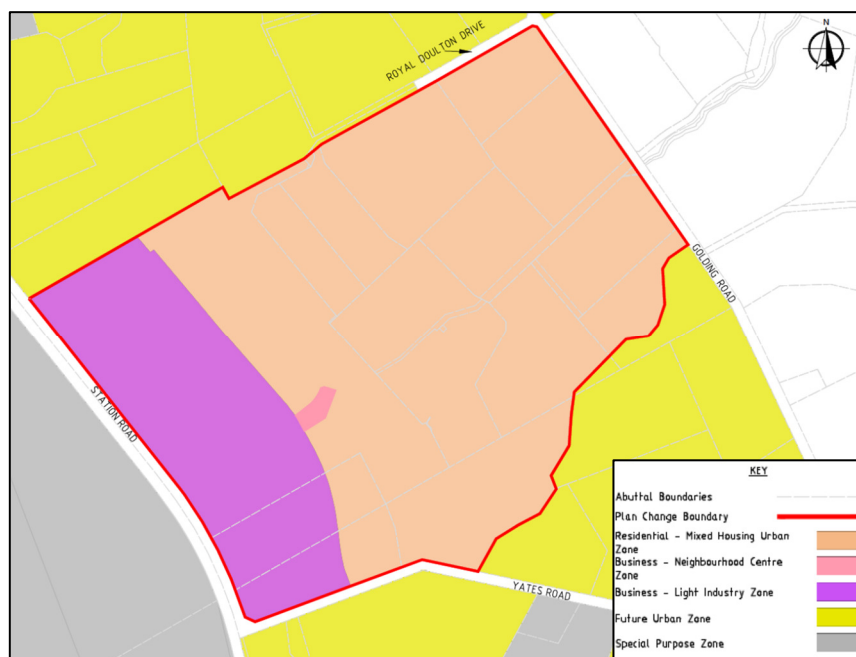 ROYAL DOULTON DRIVE
N
GOLDING ROAD
STATION ROAD
YATES ROAD
KEY
Abuttal Boundaries
Plan Change Boundary
Residential - Mixed Housing Urban
Zone
Business - Neighbourhood Centre
Zone
Business - Light Industry Zone
Future Urban Zone
Special Purpose Zone